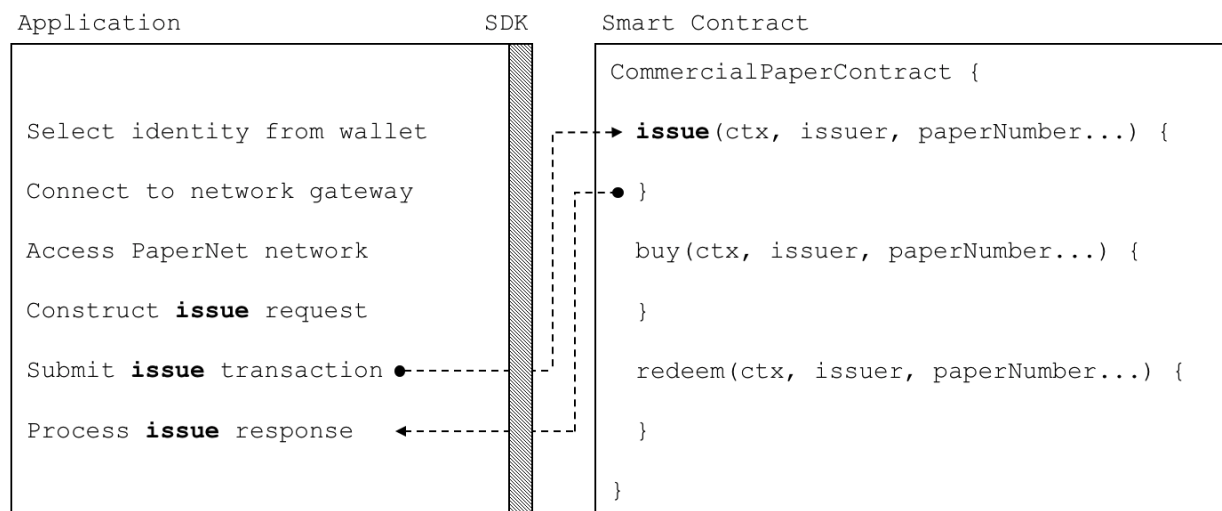 Application SDK
Select identity from wallet
Connect to network gateway
Access PaperNet network
Construct issue request
Submit issue transaction
Process issue response
Smart Contract
CommercialPaperContract {
issue(ctx, issuer, paperNumber...) {
}
buy(ctx, issuer, paperNumber...) {
}
redeem(ctx, issuer, paperNumber...) {
}
}